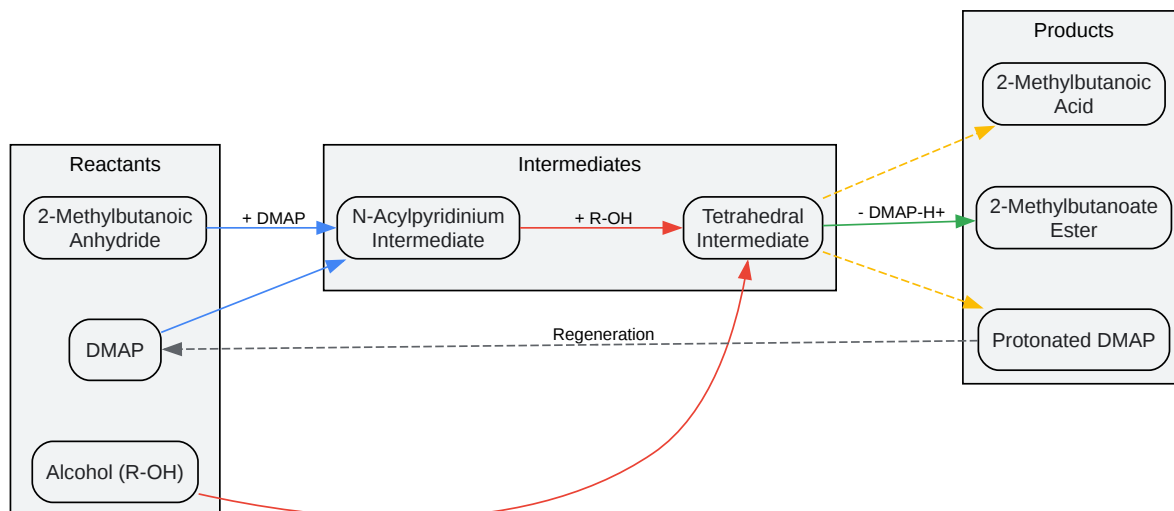 Products
2-Methylbutanoic
Acid
Reactants
Intermediates
2-Methylbutanoic
Anhydride
+ DMAP
N-Acylpyridinium
Intermediate
+ R-OH
Tetrahedral
Intermediate
- DMAP-H+
2-Methylbutanoate
Ester
DMAP
Regeneration
Protonated DMAP
Alcohol (R-OH)